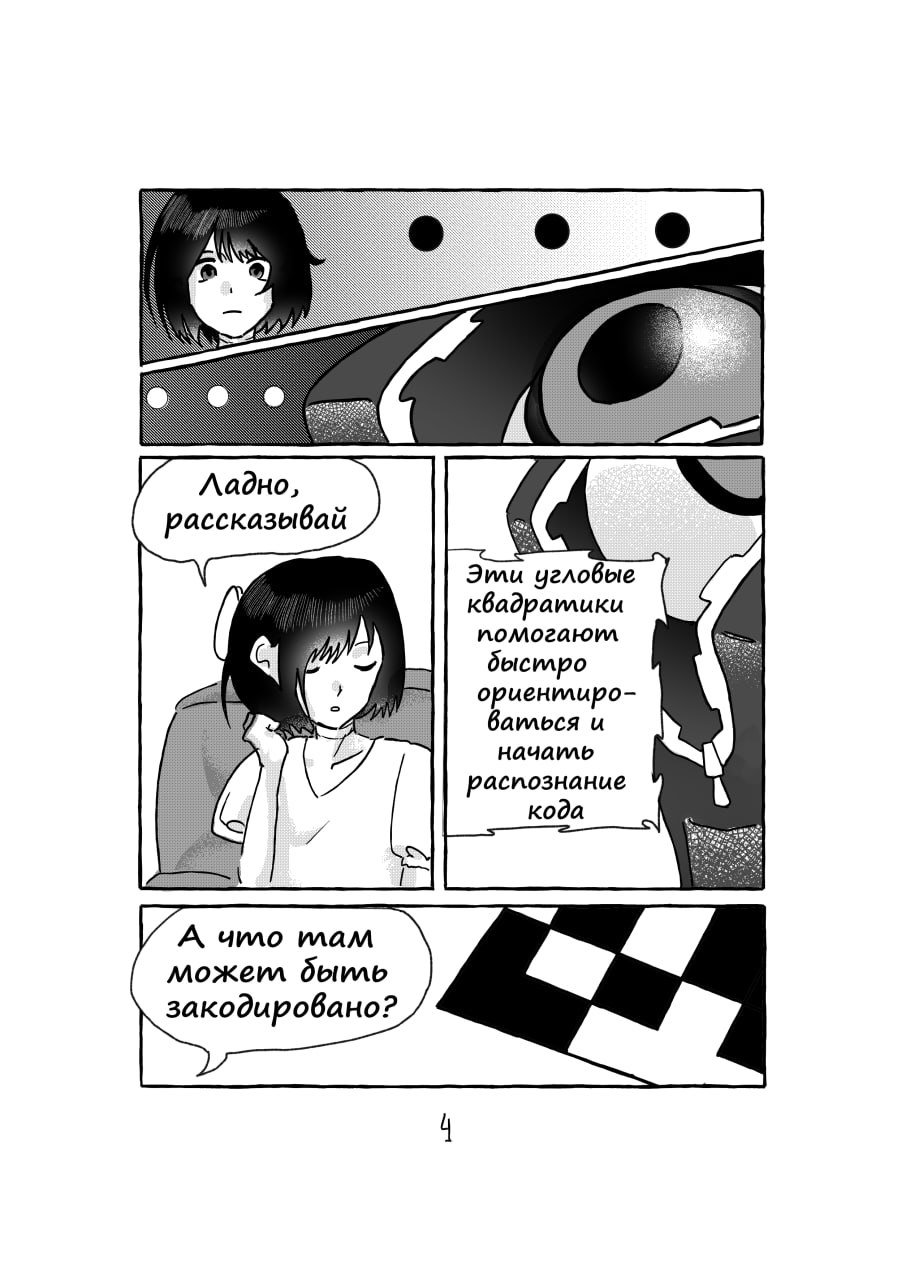 Ладно,
рассказывай
Эти угловые
квадратики
помогают
быстро
ориентиро-
ваться и
начать
распознание
кода
А что там
может быть
закодировано?
4